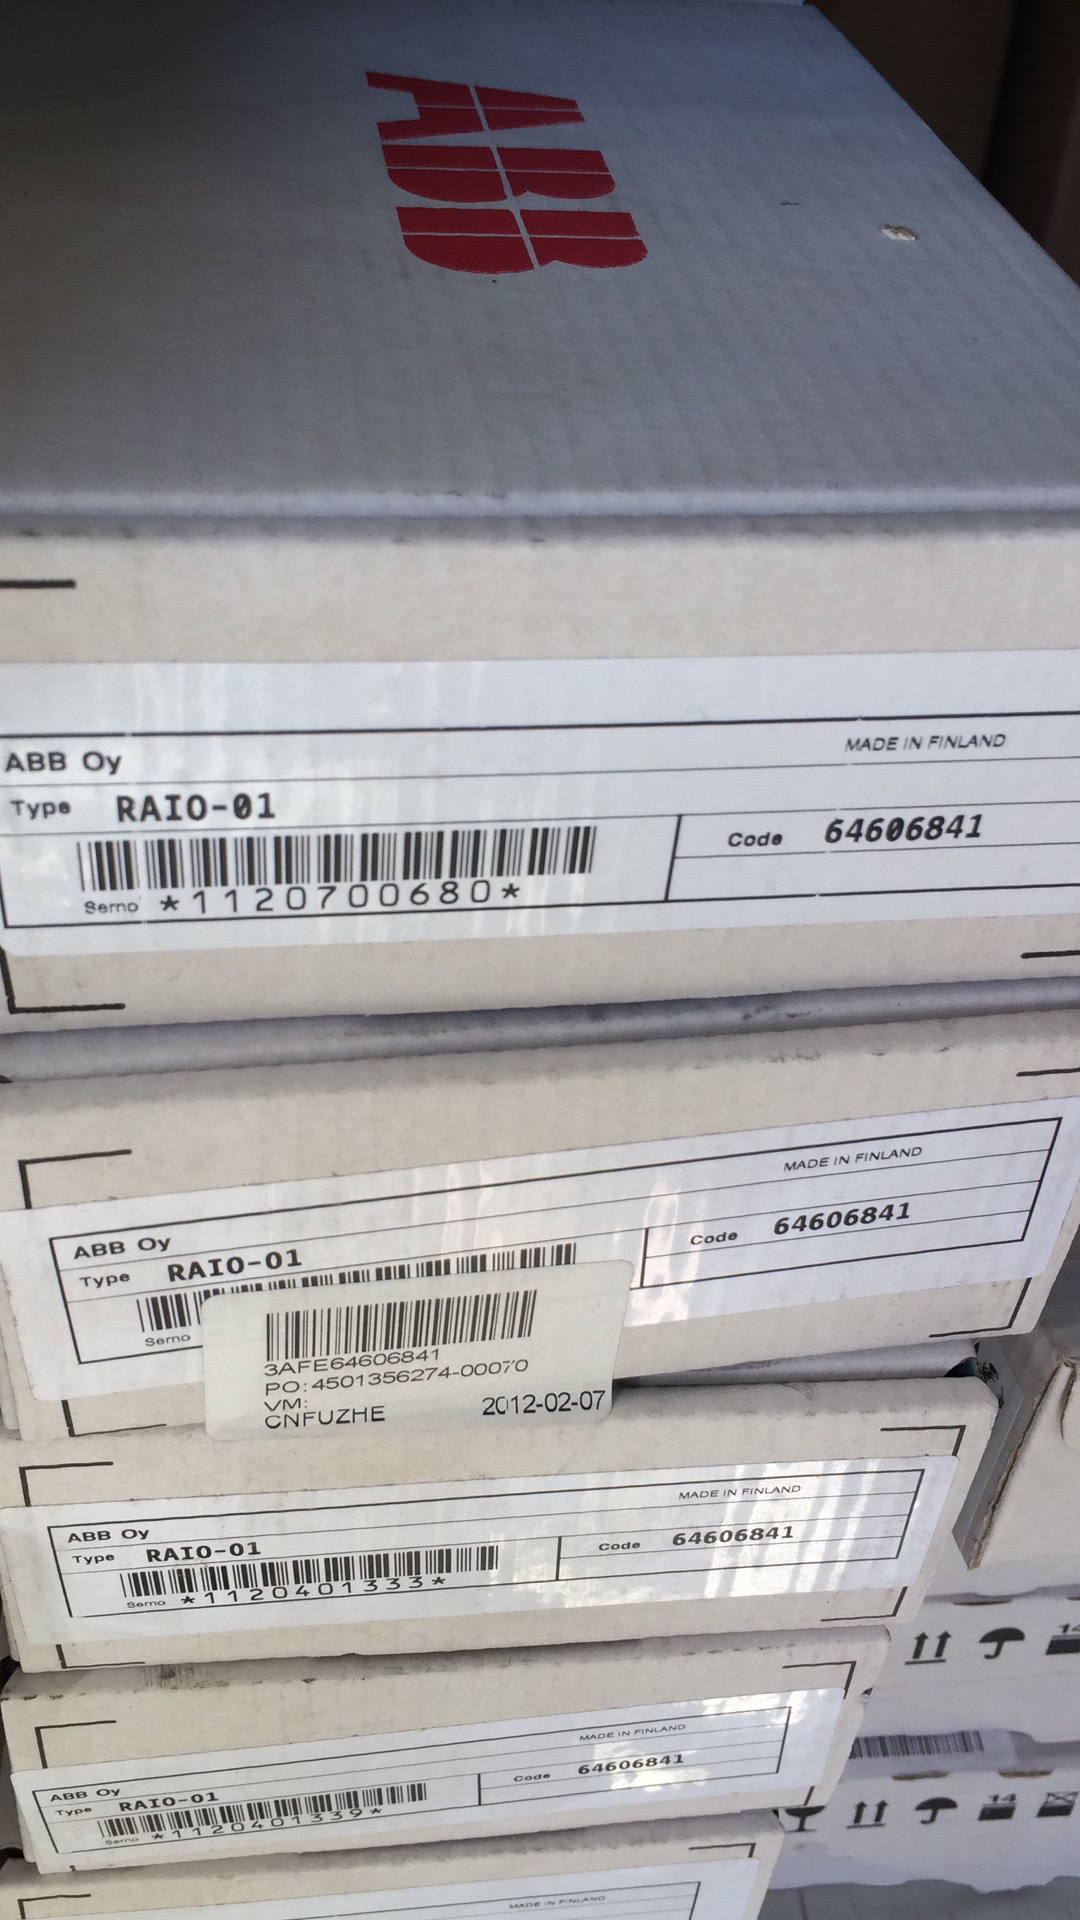 ABB
ABB Oy
MADE IN FINLAND
Type RAIO-01
Code 64606841
Serno *1120700680*
MADE IN FINLAND
ABB Oy
Code 64606841
Type RAIO-01
Serno
3AFE64606841
PO:4501356274-00070
VM:
CNFUZHE 2012-02-07
MADE IN FINLAND
ABB Oy
Code 64606841
Type RAIO-01
Serno *1120401333*
MADE IN FINLAND
ABB Oy
Code 64606841
Type RAIO-01
Serno *1120401339*
MADE IN FINLAND
14
14